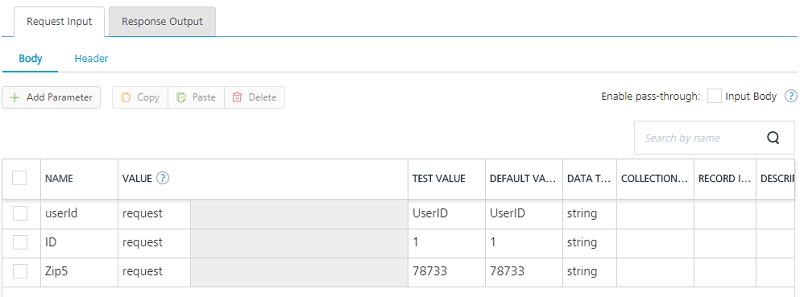 Request Input Response Output
Body Header
+ Add Parameter Copy Paste Delete Enable pass-through: Input Body ?
Search by name
NAME VALUE ? TEST VALUE DEFAULT VA... DATA T... COLLECTION... RECORD I... DESCRI
userId request UserID UserID string
ID request 1 1 string
Zip5 request 78733 78733 string